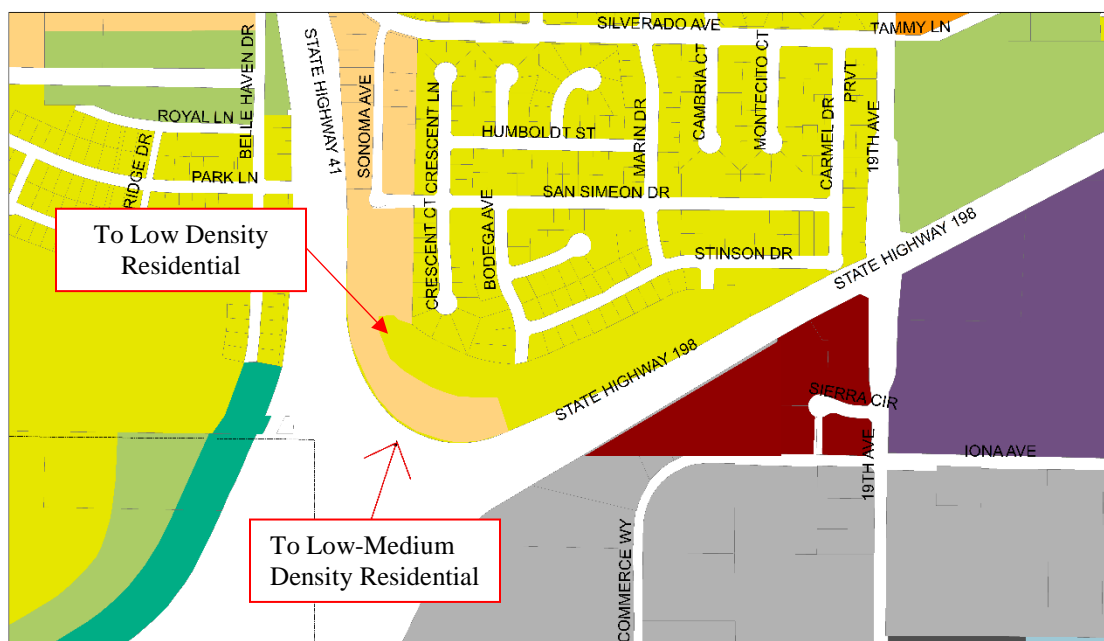 SILVERADO AVE
TAMMY LN
BELLE HAVEN DR
STATE HIGHWAY 41
SONOMA AVE
CRESCENT LN
CAMBRIA CT
MONTECITO CT
PRVT
ROYAL LN
HUMBOLDT ST
MARIN DR
CARMEL DR
19TH AVE
RIDGE DR
PARK LN
SAN SIMEON DR
To Low Density
Residential
CRESCENT CT
BODEGA AVE
STINSON DR
STATE HIGHWAY 198
STATE HIGHWAY 198
SIERRA CIR
19TH AVE
IONA AVE
To Low-Medium
Density Residential
COMMERCE WY